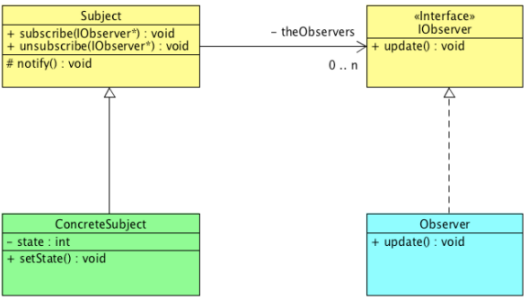 Subject
+ subscribe(IObserver*) : void
+ unsubscribe(IObserver*) : void
# notify() : void
- theObservers
0 .. n
«Interface»
IObserver
+ update() : void
ConcreteSubject
- state : int
+ setState() : void
Observer
+ update() : void